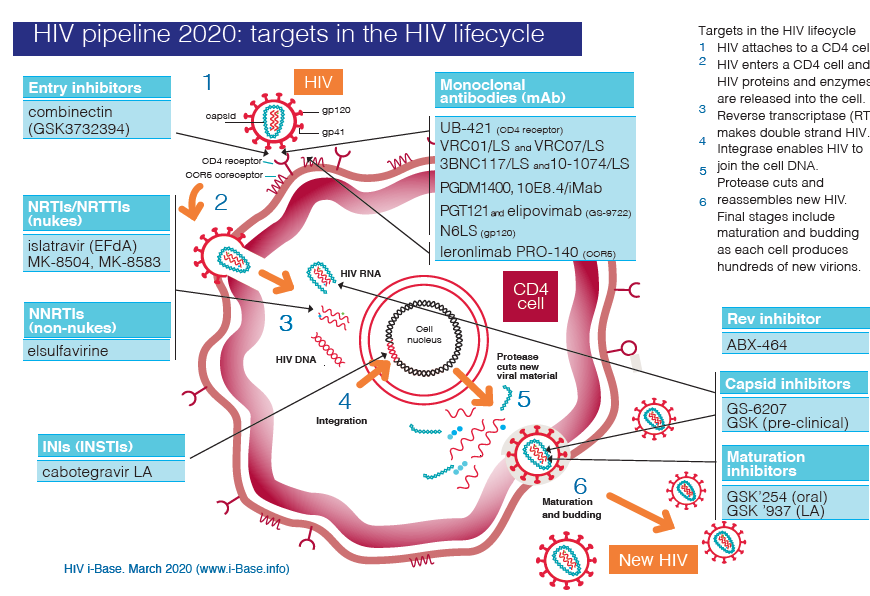 HIV pipeline 2020: targets in the HIV lifecycle
Targets in the HIV lifecycle
1 HIV attaches to a CD4 cel
2 HIV enters a CD4 cell and
HIV proteins and enzymes
are released into the cell.
3 Reverse transcriptase (RT
makes double strand HIV.
4 Integrase enables HIV to
join the cell DNA.
5 Protease cuts and
reassembles new HIV.
6 Final stages include
maturation and budding
as each cell produces
hundreds of new virions.
Entry inhibitors
combinectin
(GSK3732394)
1
HIV
capsid
gp120
gp41
CD4 receptor
CCR5 coreceptor
Monoclonal
antibodies (mAb)
UB-421 (CD4 receptor)
VRC01/LS and VRC07/LS
3BNC117/LS and 10-1074/LS
PGDM1400, 10E8.4/iMab
PGT121 and elipovimab (GS-9722)
N6LS (gp120)
leronlimab PRO-140 (CCR5)
NRTIs/NRTTIs
(nukes)
islatravir (EFdA)
MK-8504, MK-8583
2
NNRTIs
(non-nukes)
elsulfavirine
HIV RNA
3
HIV DNA
Cell
nucleus
CD4
cell
4
Integration
Protease
cuts new
viral material
5
Rev inhibitor
ABX-464
Capsid inhibitors
GS-6207
GSK (pre-clinical)
Maturation
inhibitors
GSK'254 (oral)
GSK '937 (LA)
INIs (INSTIs)
cabotegravir LA
6
Maturation
and budding
New HIV
HIV i-Base. March 2020 (www.i-Base.info)